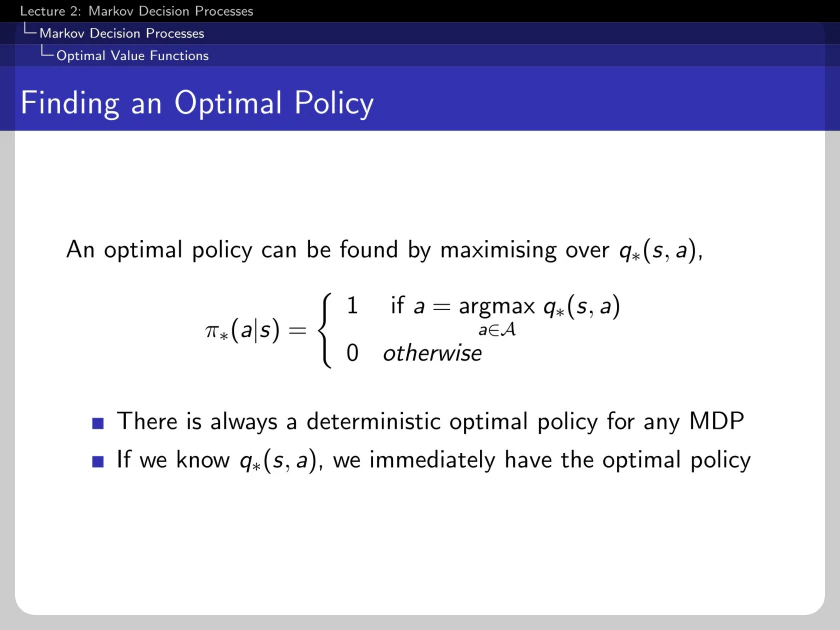 Lecture 2: Markov Decision Processes
Markov Decision Processes
Optimal Value Functions
Finding an Optimal Policy
An optimal policy can be found by maximising over q∗(s, a),
π∗(a|s) = { 1 if a = argmax q∗(s, a)
a∈𝒜
0 otherwise
There is always a deterministic optimal policy for any MDP
If we know q∗(s, a), we immediately have the optimal policy